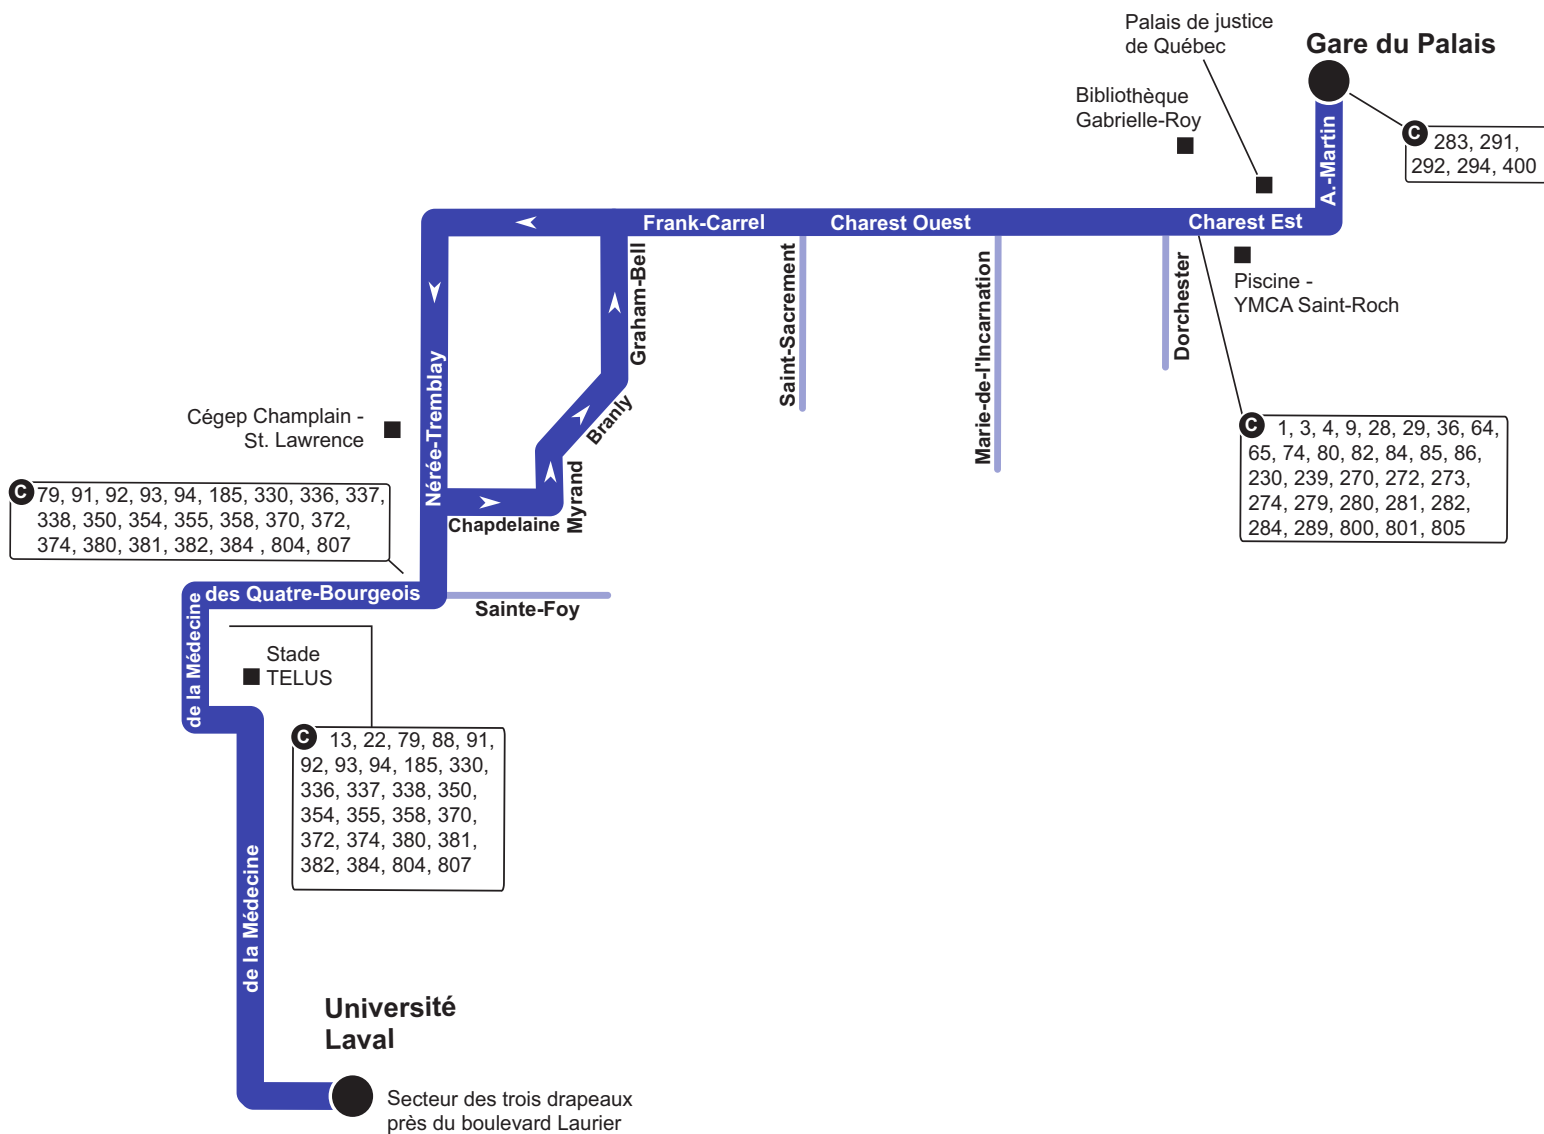 Palais de justice
de Québec
Gare du Palais
Bibliothèque
Gabrielle-Roy
C 283, 291,
292, 294, 400
A.-Martin
Frank-Carrel
Charest Ouest
Charest Est
Graham-Bell
Saint-Sacrement
Marie-de-l'Incarnation
Dorchester
Piscine -
YMCA Saint-Roch
Nérée-Tremblay
Branly
Cégep Champlain -
St. Lawrence
Myrand
Chapdelaine
C 1, 3, 4, 9, 28, 29, 36, 64,
65, 74, 80, 82, 84, 85, 86,
230, 239, 270, 272, 273,
274, 279, 280, 281, 282,
284, 289, 800, 801, 805
C 79, 91, 92, 93, 94, 185, 330, 336, 337,
338, 350, 354, 355, 358, 370, 372,
374, 380, 381, 382, 384 , 804, 807
des Quatre-Bourgeois
Sainte-Foy
de la Médecine
Stade
TELUS
C 13, 22, 79, 88, 91,
92, 93, 94, 185, 330,
336, 337, 338, 350,
354, 355, 358, 370,
372, 374, 380, 381,
382, 384, 804, 807
de la Médecine
Université
Laval
Secteur des trois drapeaux
près du boulevard Laurier